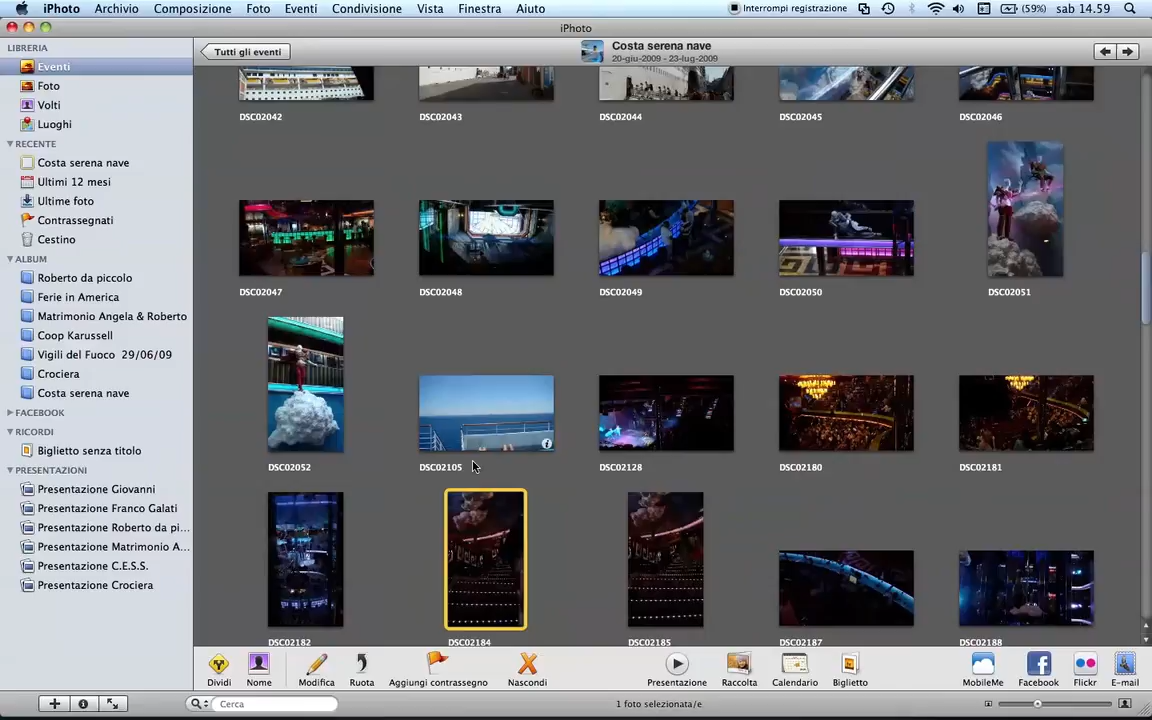 iPhoto Archivio Composizione Foto Eventi Condivisione Vista Finestra Aiuto Interrompi registrazione (59%) sab 14.59
iPhoto
LIBRERIA
Eventi
Foto
Volti
Luoghi
RECENTE
Costa serena nave
Ultimi 12 mesi
Ultime foto
Contrassegnati
Cestino
ALBUM
Roberto da piccolo
Ferie in America
Matrimonio Angela & Roberto
Coop Karussell
Vigili del Fuoco 29/06/09
Crociera
Costa serena nave
FACEBOOK
RICORDI
Biglietto senza titolo
PRESENTAZIONI
Presentazione Giovanni
Presentazione Franco Galati
Presentazione Roberto da pi...
Presentazione Matrimonio A...
Presentazione C.E.S.S.
Presentazione Crociera
Tutti gli eventi
Costa serena nave
20-giu-2009 - 23-lug-2009
DSC02042 DSC02043 DSC02044 DSC02045 DSC02046
DSC02047 DSC02048 DSC02049 DSC02050 DSC02051
DSC02052 DSC02105 DSC02128 DSC02180 DSC02181
DSC02182 DSC02184 DSC02185 DSC02187 DSC02188
Dividi Nome Modifica Ruota Aggiungi contrassegno Nascondi Presentazione Raccolta Calendario Biglietto MobileMe Facebook Flickr E-mail
Cerca
1 foto selezionata/e